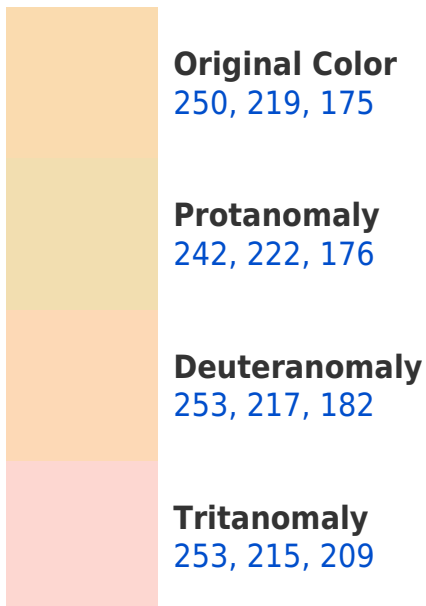 Original Color
250, 219, 175
Protanomaly
242, 222, 176
Deuteranomaly
253, 217, 182
Tritanomaly
253, 215, 209